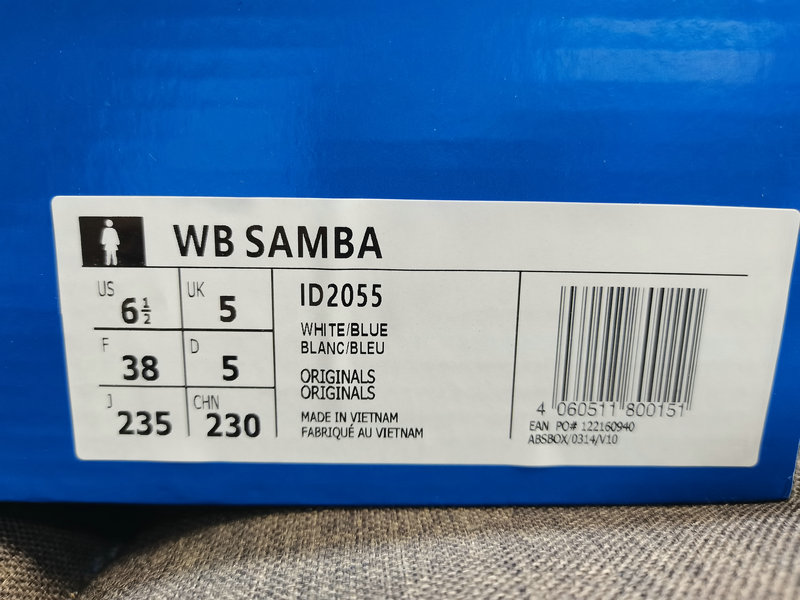 WB SAMBA
US 6½ UK 5
F 38 D 5
J 235 CHN 230
ID2055
WHITE/BLUE
BLANC/BLEU
ORIGINALS
ORIGINALS
MADE IN VIETNAM
FABRIQUÉ AU VIETNAM
4 060511 800151
EAN PO# 122160940
ABSBOX/0314/V10